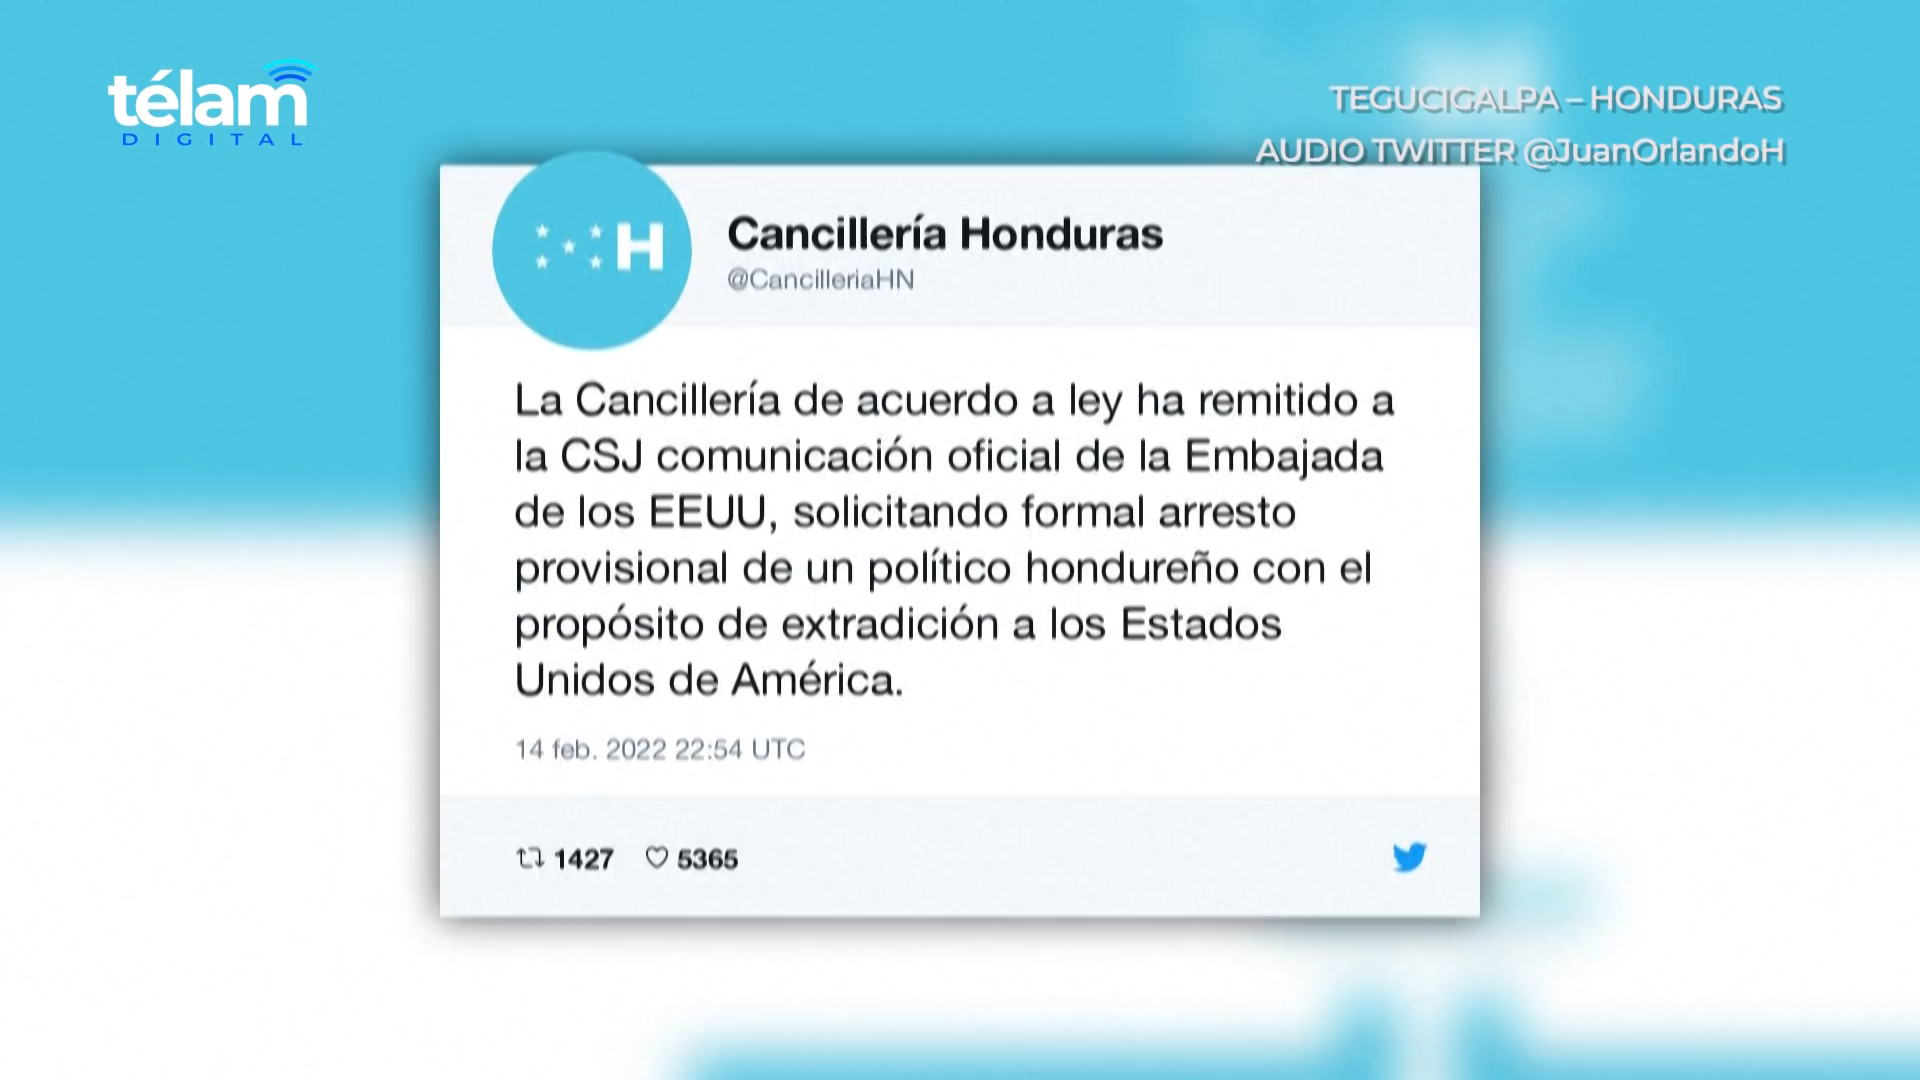 télam
DIGITAL
TEGUCIGALPA – HONDURAS
AUDIO TWITTER @JuanOrlandoH
H
Cancillería Honduras
@CancilleriaHN
La Cancillería de acuerdo a ley ha remitido a
la CSJ comunicación oficial de la Embajada
de los EEUU, solicitando formal arresto
provisional de un político hondureño con el
propósito de extradición a los Estados
Unidos de América.
14 feb. 2022 22:54 UTC
1427 5365